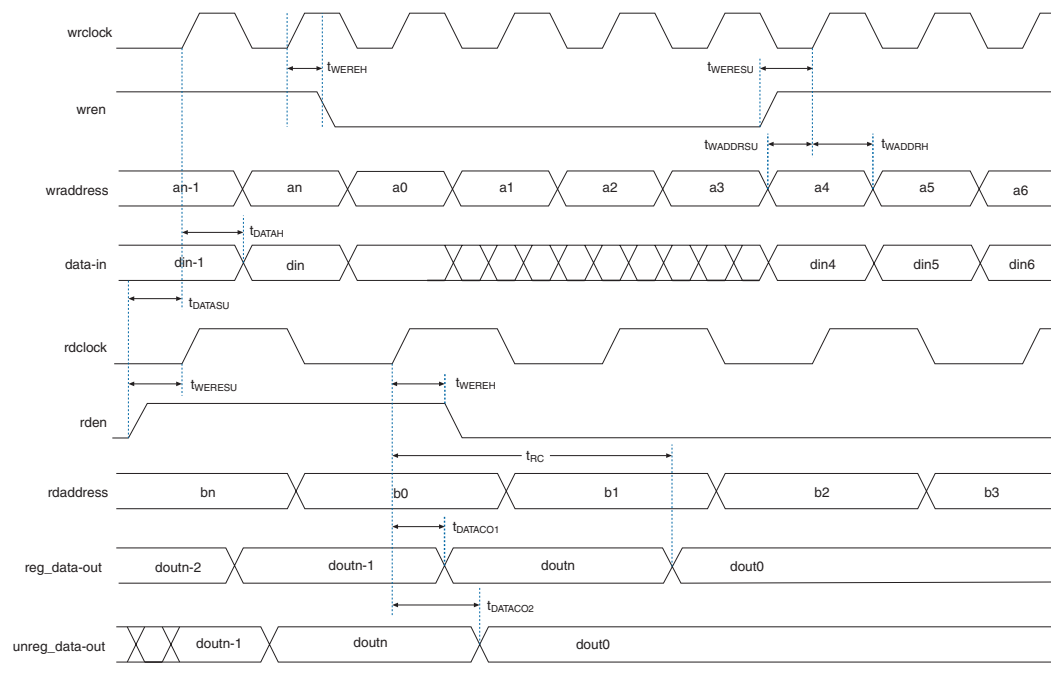 wrclock
tWEREH
tWERESU
wren
tWADDRSU
tWADDRH
wraddress an-1 an a0 a1 a2 a3 a4 a5 a6
tDATAH
data-in din-1 din din4 din5 din6
tDATASU
rdclock
tWERESU
tWEREH
rden
tRC
rdaddress bn b0 b1 b2 b3
tDATACO1
reg_data-out doutn-2 doutn-1 doutn dout0
tDATACO2
unreg_data-out doutn-1 doutn dout0